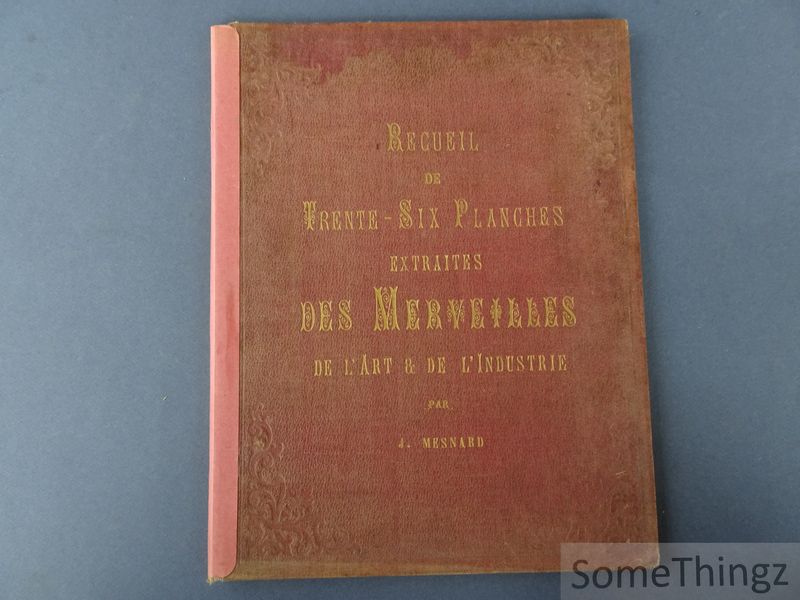 RECUEIL
DE
TRENTE-SIX PLANCHES
EXTRAITES
DES MERVEILLES
DE L'ART & DE L'INDUSTRIE
PAR
J. MESNARD
SomeThingz